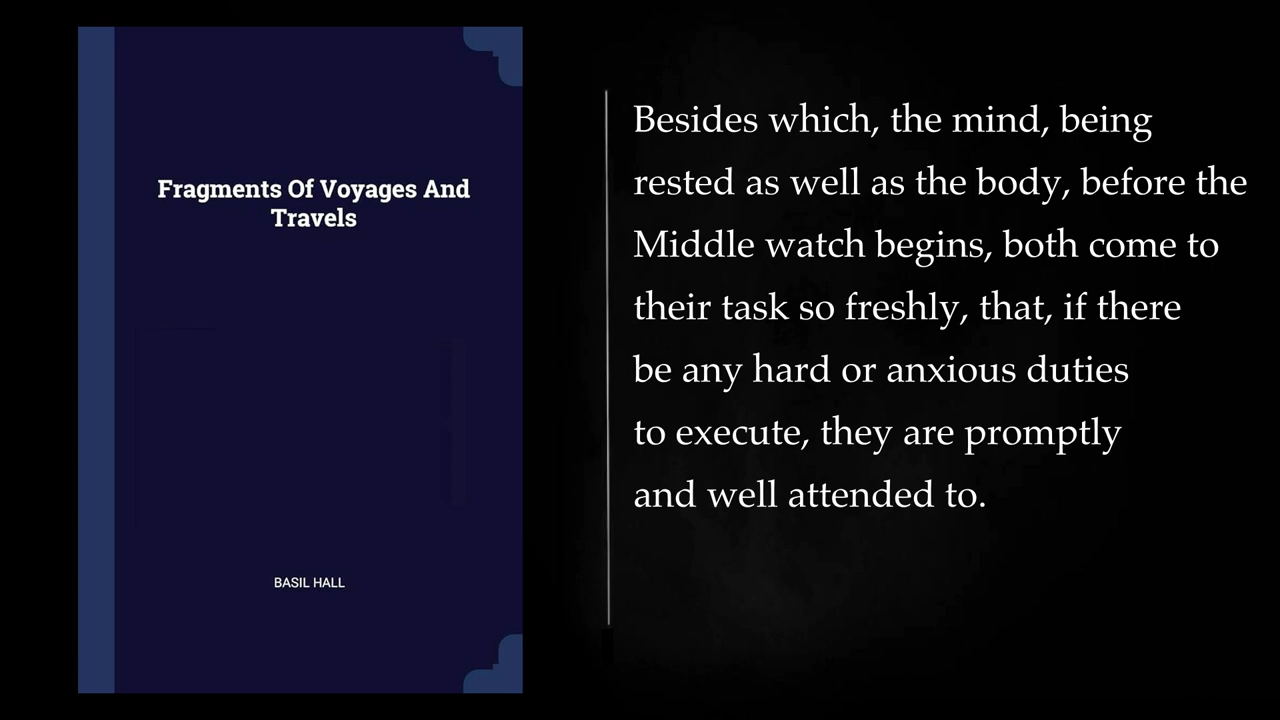 Fragments Of Voyages And
Travels
BASIL HALL
Besides which, the mind, being
rested as well as the body, before the
Middle watch begins, both come to
their task so freshly, that, if there
be any hard or anxious duties
to execute, they are promptly
and well attended to.